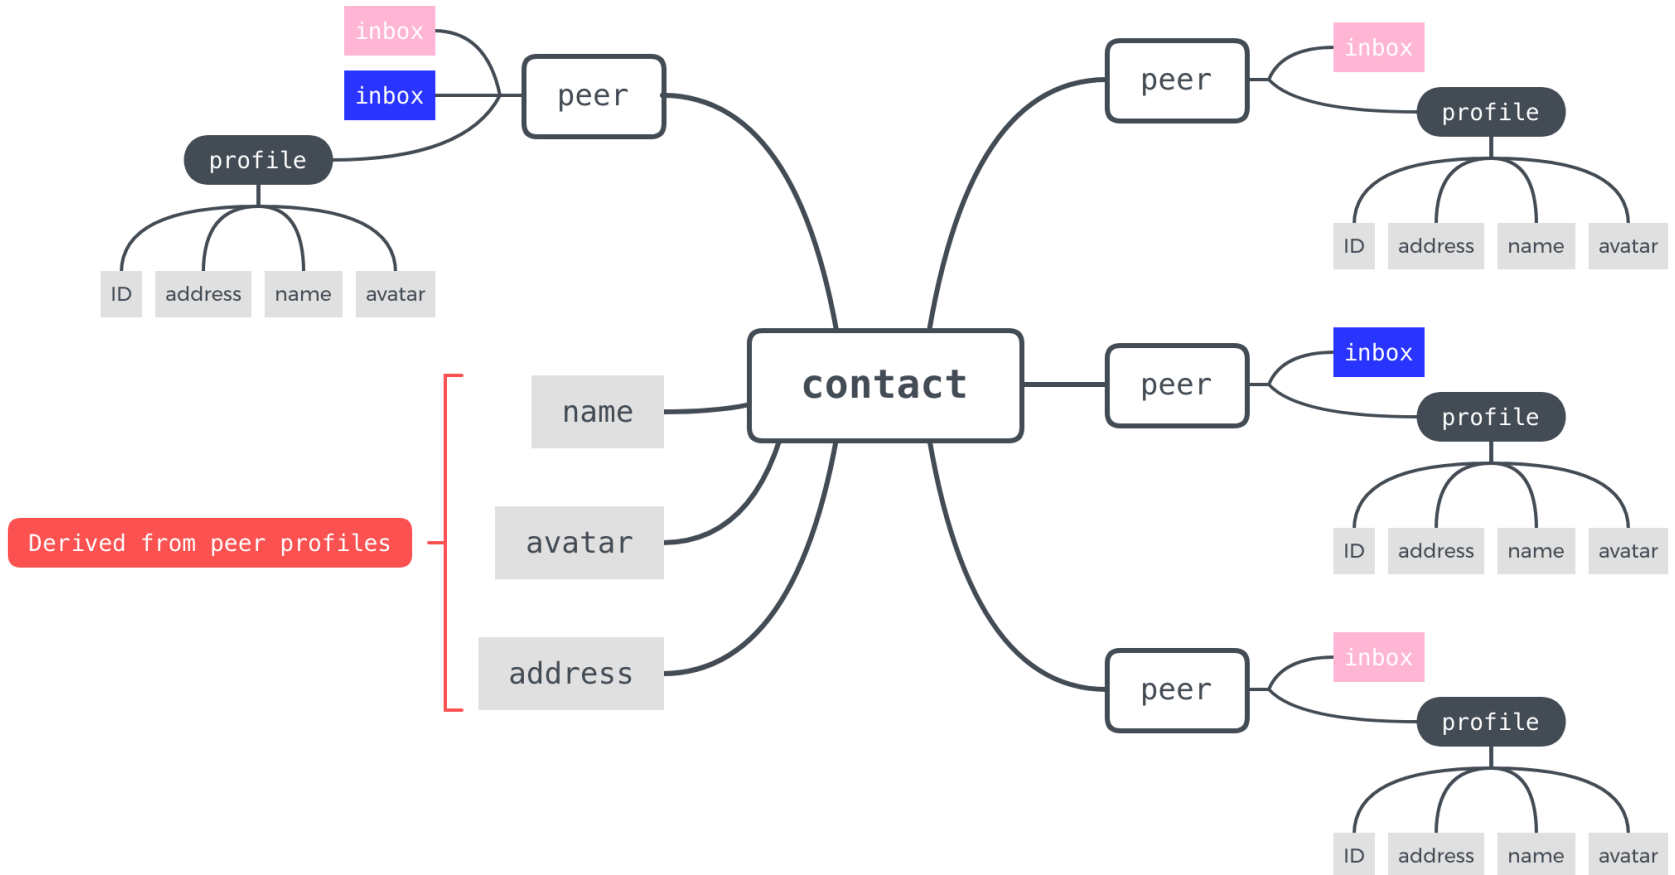 inbox
inbox
peer
profile
ID
address
name
avatar
peer
inbox
profile
ID
address
name
avatar
contact
peer
inbox
profile
ID
address
name
avatar
name
avatar
address
Derived from peer profiles
peer
inbox
profile
ID
address
name
avatar